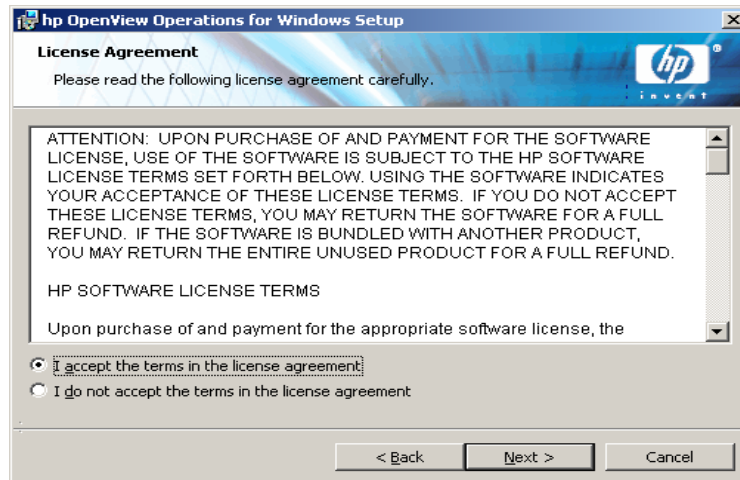 hp OpenView Operations for Windows Setup
License Agreement
Please read the following license agreement carefully.
hp
®
invent
ATTENTION: UPON PURCHASE OF AND PAYMENT FOR THE SOFTWARE
LICENSE, USE OF THE SOFTWARE IS SUBJECT TO THE HP SOFTWARE
LICENSE TERMS SET FORTH BELOW. USING THE SOFTWARE INDICATES
YOUR ACCEPTANCE OF THESE LICENSE TERMS. IF YOU DO NOT ACCEPT
THESE LICENSE TERMS, YOU MAY RETURN THE SOFTWARE FOR A FULL
REFUND. IF THE SOFTWARE IS BUNDLED WITH ANOTHER PRODUCT,
YOU MAY RETURN THE ENTIRE UNUSED PRODUCT FOR A FULL REFUND.
HP SOFTWARE LICENSE TERMS
Upon purchase of and payment for the appropriate software license, the
I accept the terms in the license agreement
I do not accept the terms in the license agreement
< Back
Next >
Cancel